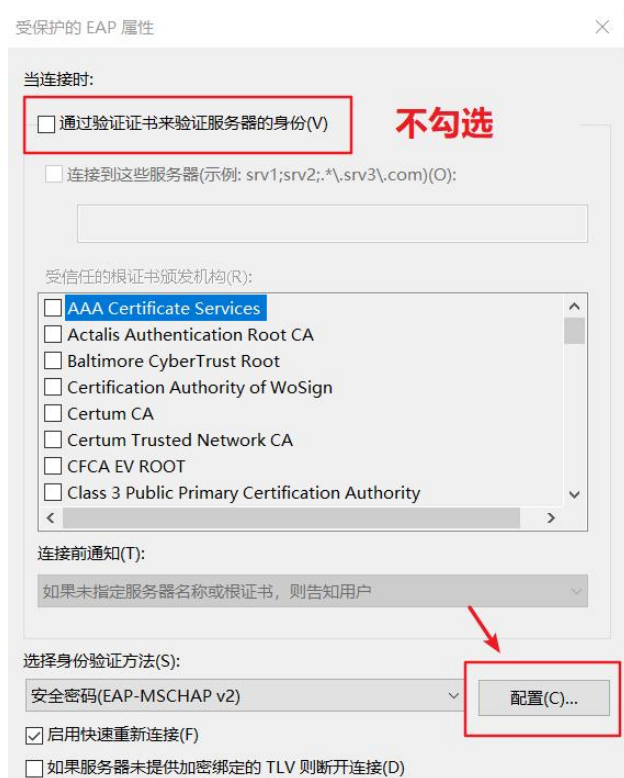 受保护的 EAP 属性
当连接时:
通过验证证书来验证服务器的身份(V)
不勾选
连接到这些服务器(示例: srv1;srv2;.*\.srv3\.com)(O):
受信任的根证书颁发机构(R):
AAA Certificate Services
Actalis Authentication Root CA
Baltimore CyberTrust Root
Certification Authority of WoSign
Certum CA
Certum Trusted Network CA
CFCA EV ROOT
Class 3 Public Primary Certification Authority
连接前通知(T):
如果未指定服务器名称或根证书，则告知用户
选择身份验证方法(S):
安全密码(EAP-MSCHAP v2)
配置(C)...
启用快速重新连接(F)
如果服务器未提供加密绑定的 TLV 则断开连接(D)